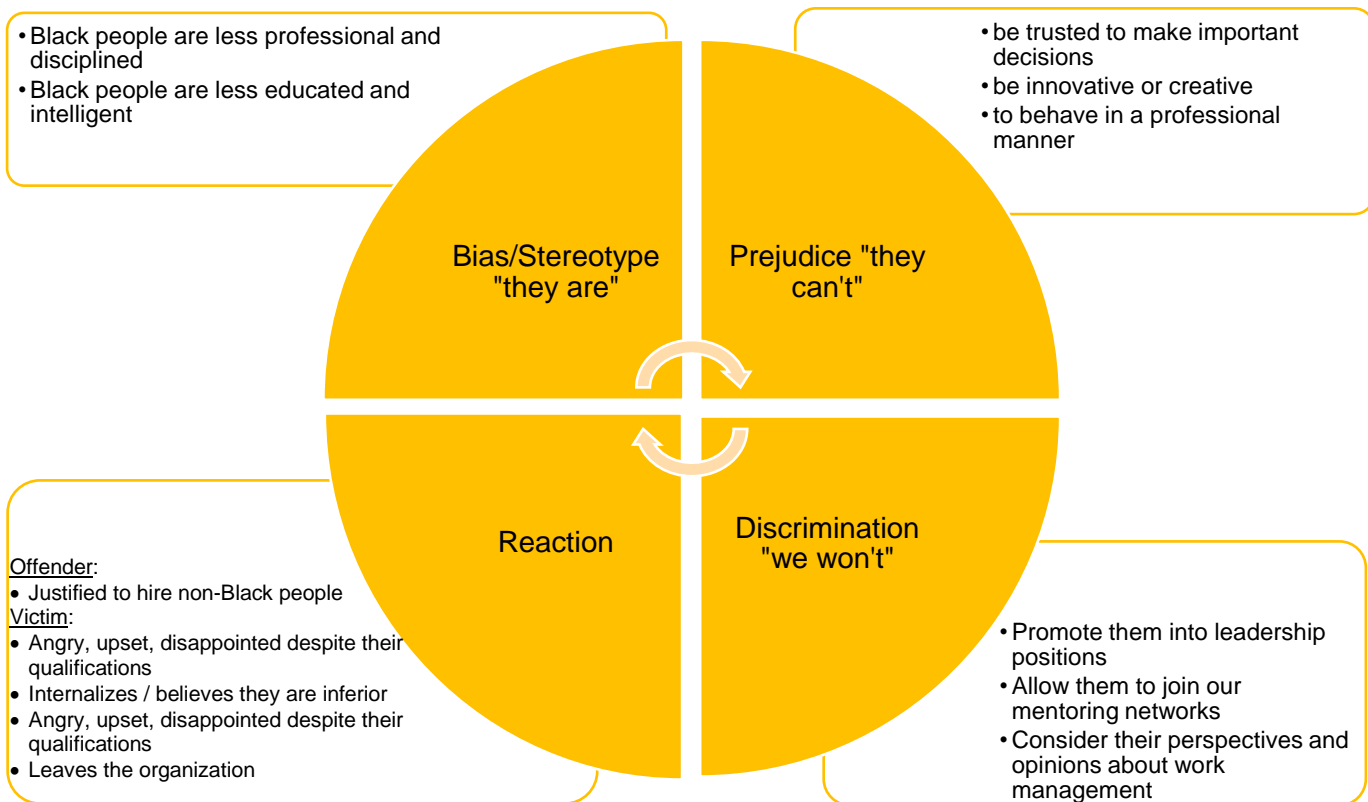 • Black people are less professional and
disciplined
• Black people are less educated and
intelligent
• be trusted to make important
decisions
• be innovative or creative
• to behave in a professional
manner
Bias/Stereotype
"they are"
Prejudice "they
can't"
Reaction
Discrimination
"we won't"
Offender:
• Justified to hire non-Black people
Victim:
• Angry, upset, disappointed despite their
qualifications
• Internalizes / believes they are inferior
• Angry, upset, disappointed despite their
qualifications
• Leaves the organization
• Promote them into leadership
positions
• Allow them to join our
mentoring networks
• Consider their perspectives and
opinions about work
management